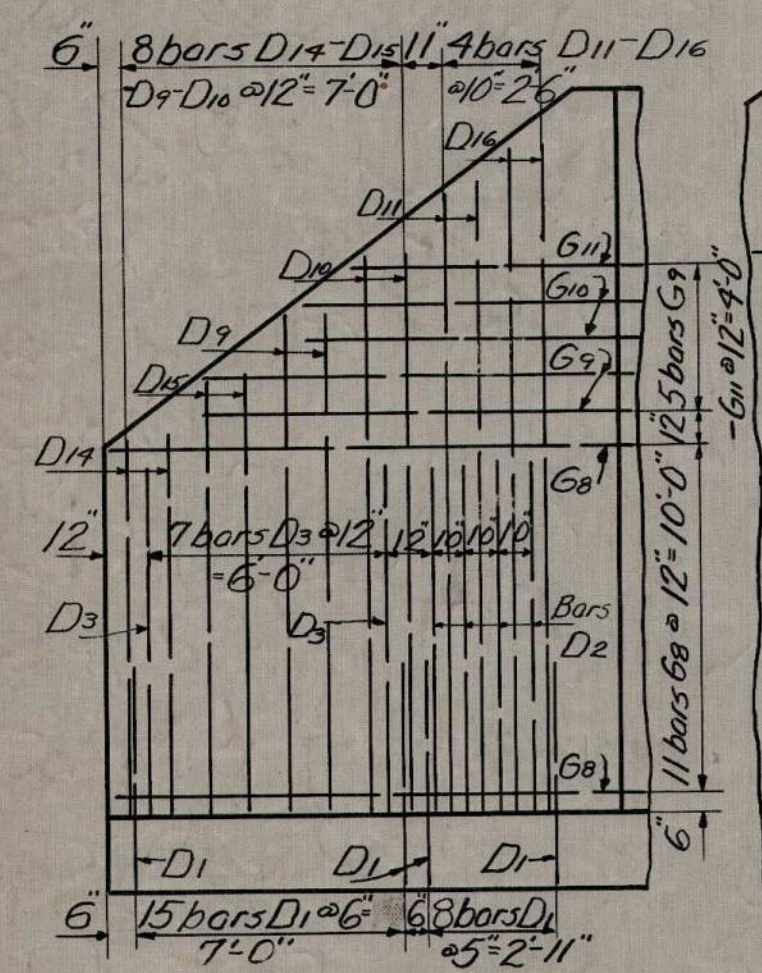 6" 8 bars D14-D15 11" 4 bars D11-D16
-D9-D10 @12"= 7'-0" @10"= 2'-6"
D16
D11
G11
D10
G10
D9
G9
D15
5 bars G9
-G11 @12"= 4'-0"
12"
D14
G8
12" 7 bars D3 @12" 12" 10" 10" 10"
=6'-0"
D3 D3 Bars
D2
11 bars G8 @ 12"= 10'-0"
G8
6"
D1 D1 D1
6" 15 bars D1 @6"= 6" 8 bars D1
7'-0" @5"= 2'-11"